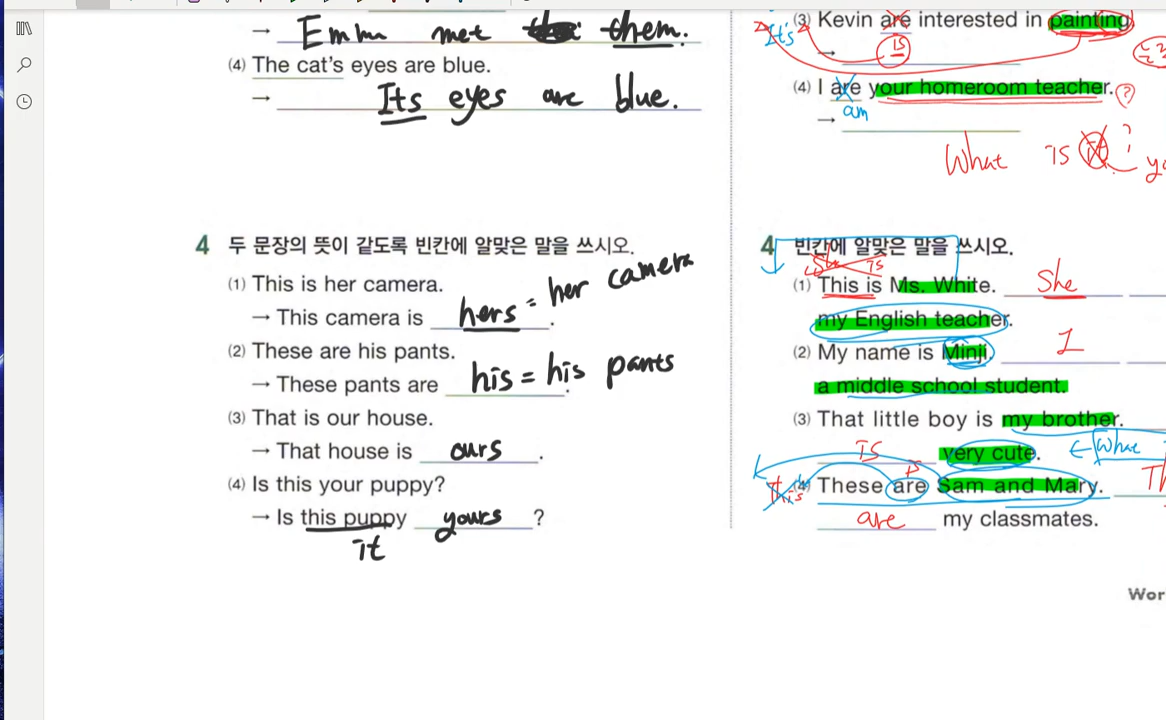 → Emma met them.
(4) The cat's eyes are blue.
→ Its eyes are blue.
4 두 문장의 뜻이 같도록 빈칸에 알맞은 말을 쓰시오.
(1) This is her camera.
→ This camera is hers = her camera.
(2) These are his pants.
→ These pants are his = his pants.
(3) That is our house.
→ That house is ours.
(4) Is this your puppy?
→ Is this puppy yours?
it
(3) Kevin are interested in painting
It's
→ is
(4) I are your homeroom teacher. ?
am
→
What is it ?
4 빈칸에 알맞은 말을 쓰시오.
She is
(1) This is Ms. White. She
my English teacher.
(2) My name is Minji. I
a middle school student.
(3) That little boy is my brother.
is very cute. ← What
(4) These are Sam and Mary. Th
are my classmates.
Wor